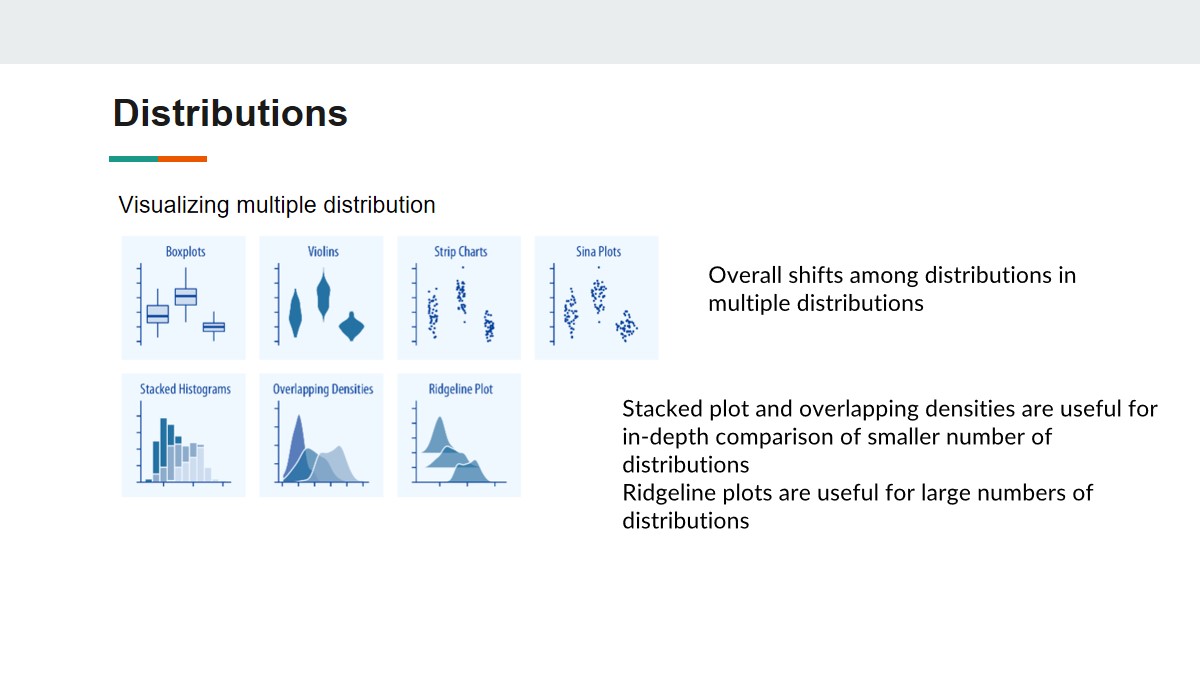 Distributions
Visualizing multiple distribution
Boxplots
Violins
Strip Charts
Sina Plots
Overall shifts among distributions in
multiple distributions
Stacked Histograms
Overlapping Densities
Ridgeline Plot
Stacked plot and overlapping densities are useful for
in-depth comparison of smaller number of
distributions
Ridgeline plots are useful for large numbers of
distributions